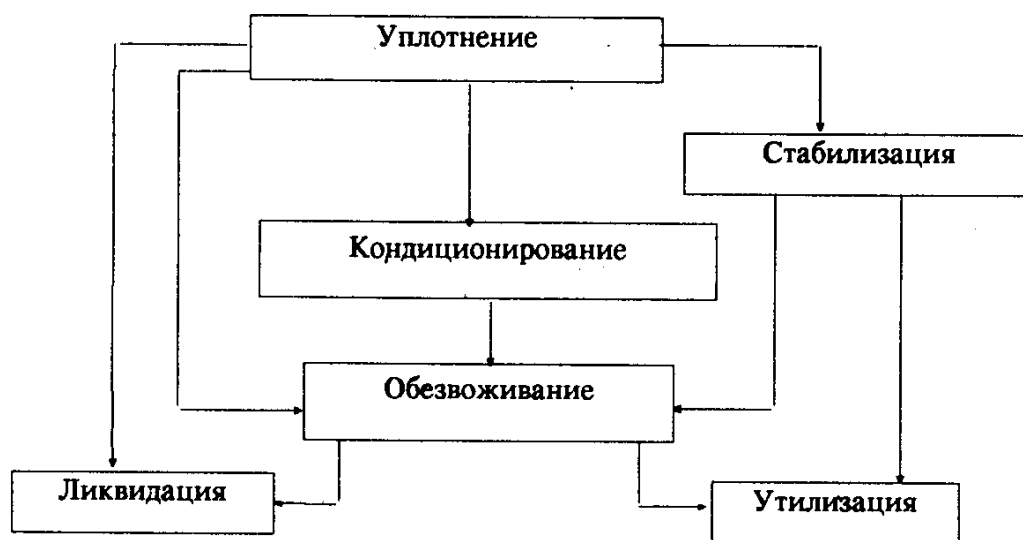 Уплотнение
Стабилизация
Кондиционирование
Обезвоживание
Ликвидация
Утилизация